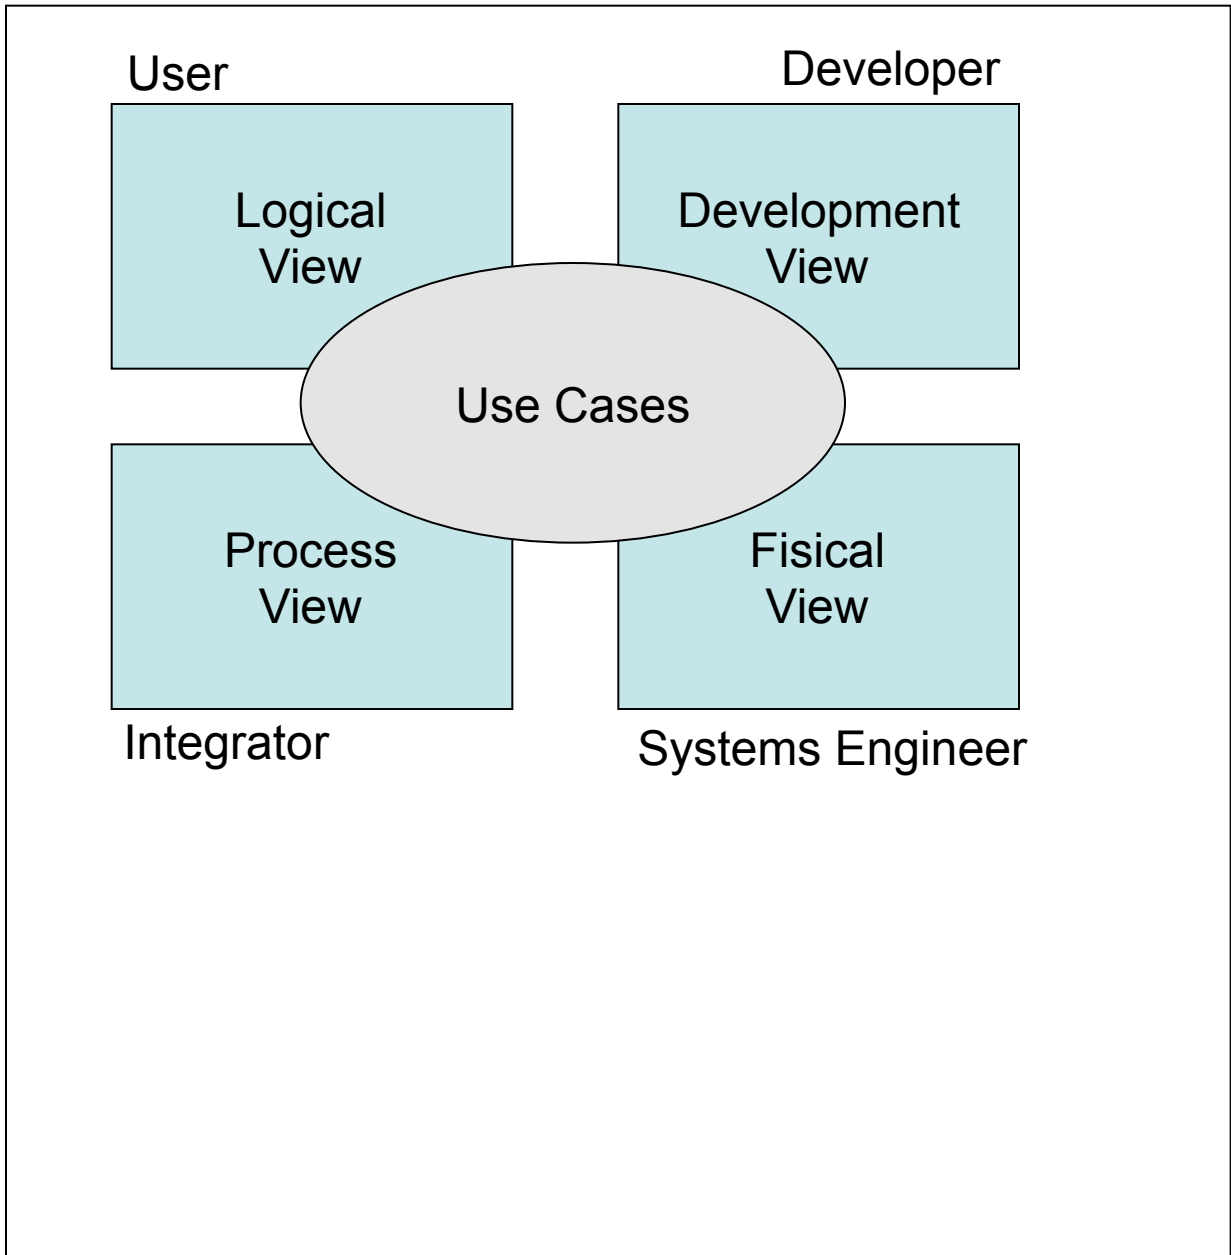 User
Developer
Logical
View
Development
View
Use Cases
Process
View
Fisical
View
Integrator
Systems Engineer